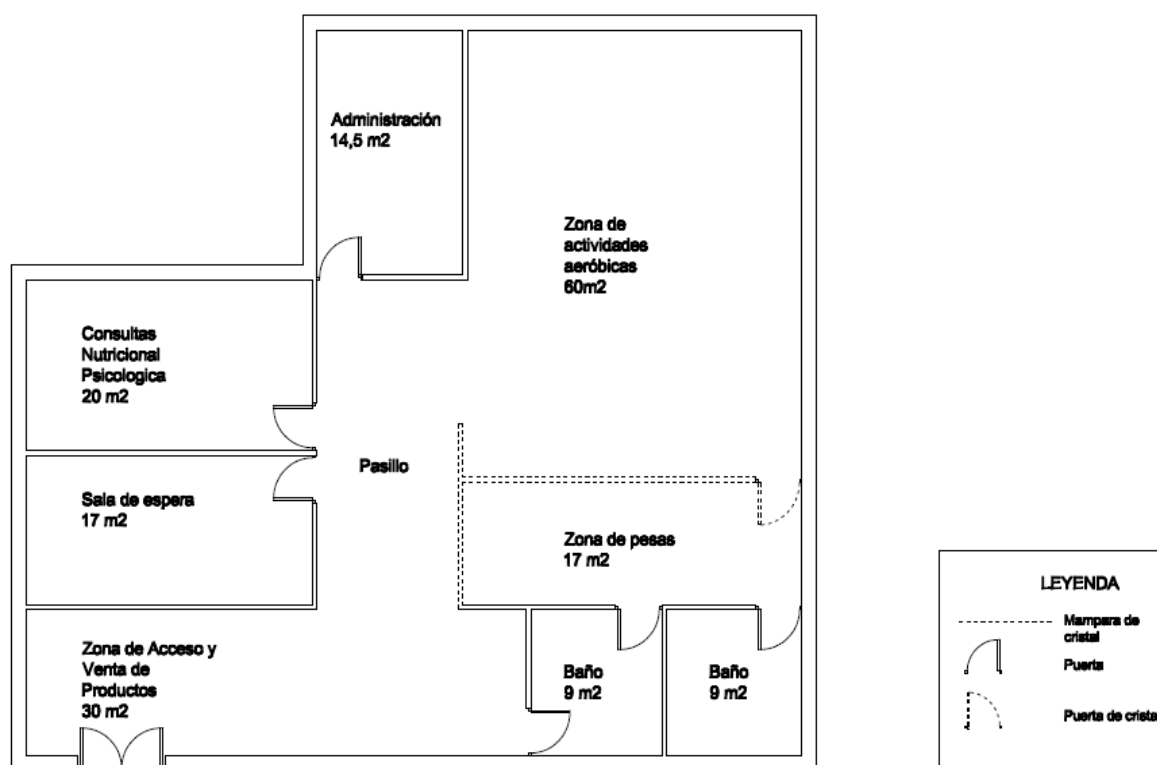 Administración
14,5 m2
Zona de
actividades
aeróbicas
60m2
Consultas
Nutricional
Psicologica
20 m2
Pasillo
Sala de espera
17 m2
Zona de pesas
17 m2
Zona de Acceso y
Venta de
Productos
30 m2
Baño
9 m2
Baño
9 m2
LEYENDA
Mampara de
cristal
Puerta
Puerta de crista